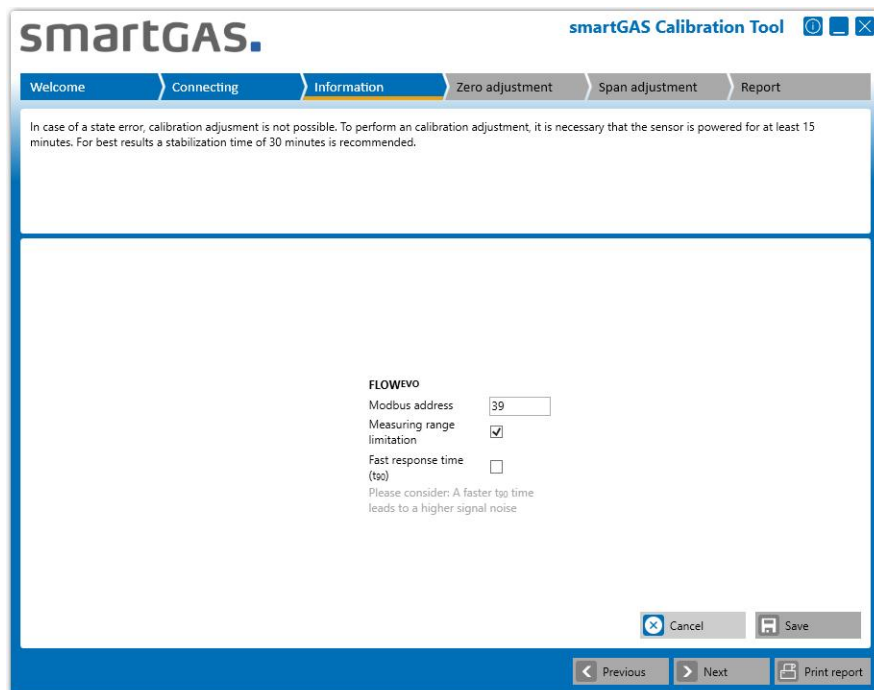 smartGAS.
smartGAS Calibration Tool
Welcome
Connecting
Information
Zero adjustment
Span adjustment
Report
In case of a state error, calibration adjusment is not possible. To perform an calibration adjustment, it is necessary that the sensor is powered for at least 15
minutes. For best results a stabilization time of 30 minutes is recommended.
FLOWEVO
Modbus address
39
Measuring range
limitation
Fast response time
(t90)
Please consider: A faster t90 time
leads to a higher signal noise
Cancel
Save
Previous
Next
Print report